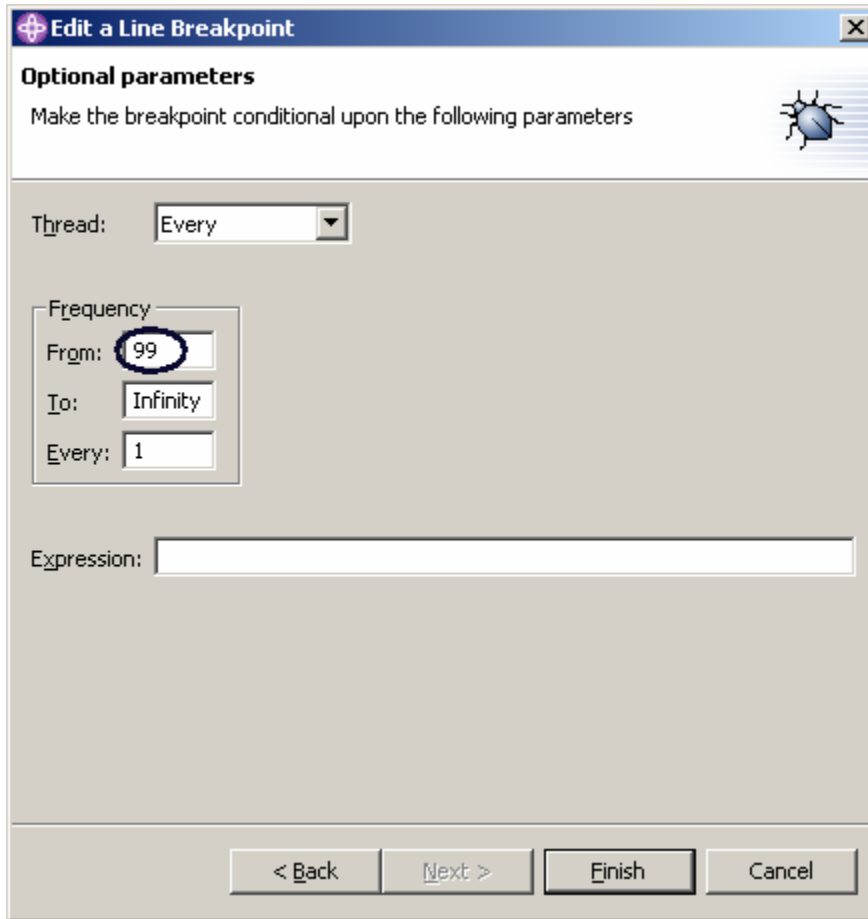 Edit a Line Breakpoint
Optional parameters
Make the breakpoint conditional upon the following parameters
Thread: Every
Frequency
From: 99
To: Infinity
Every: 1
Expression:
< Back Next > Finish Cancel